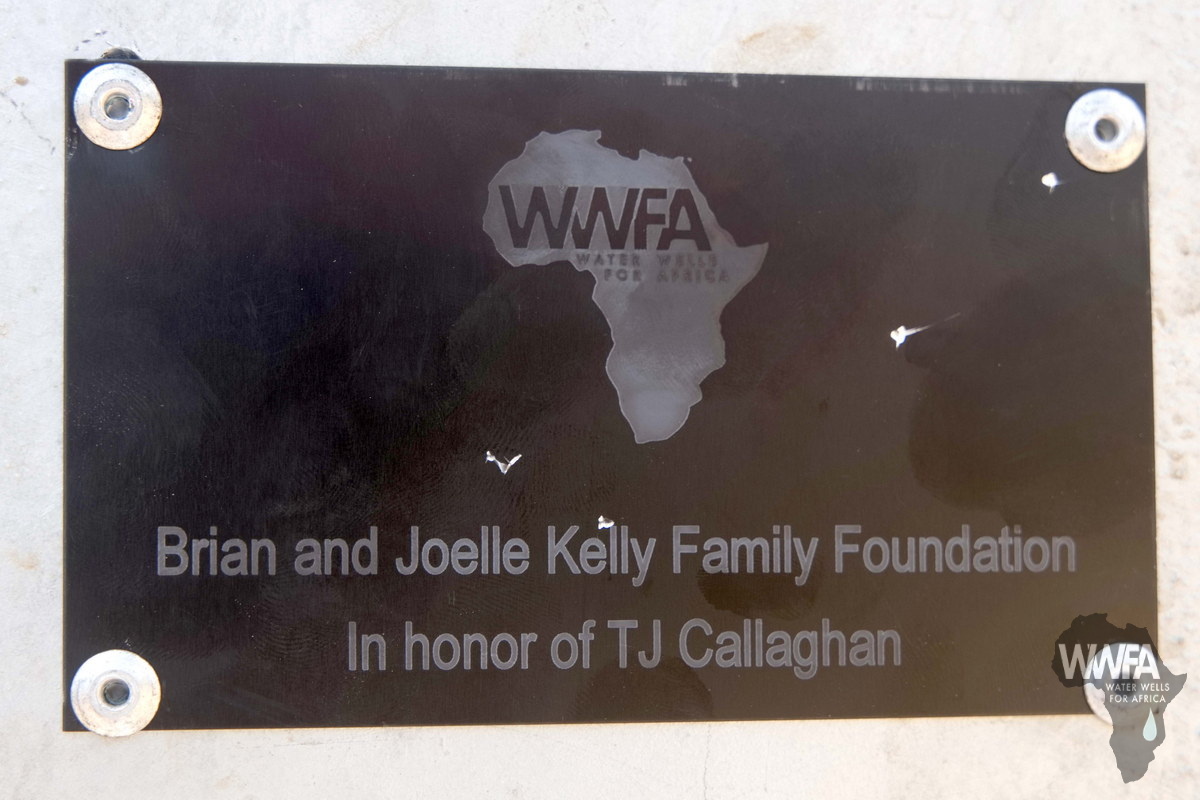 WWFA
WATER WELLS
FOR AFRICA
Brian and Joelle Kelly Family Foundation
In honor of TJ Callaghan
WWFA
WATER WELLS
FOR AFRICA